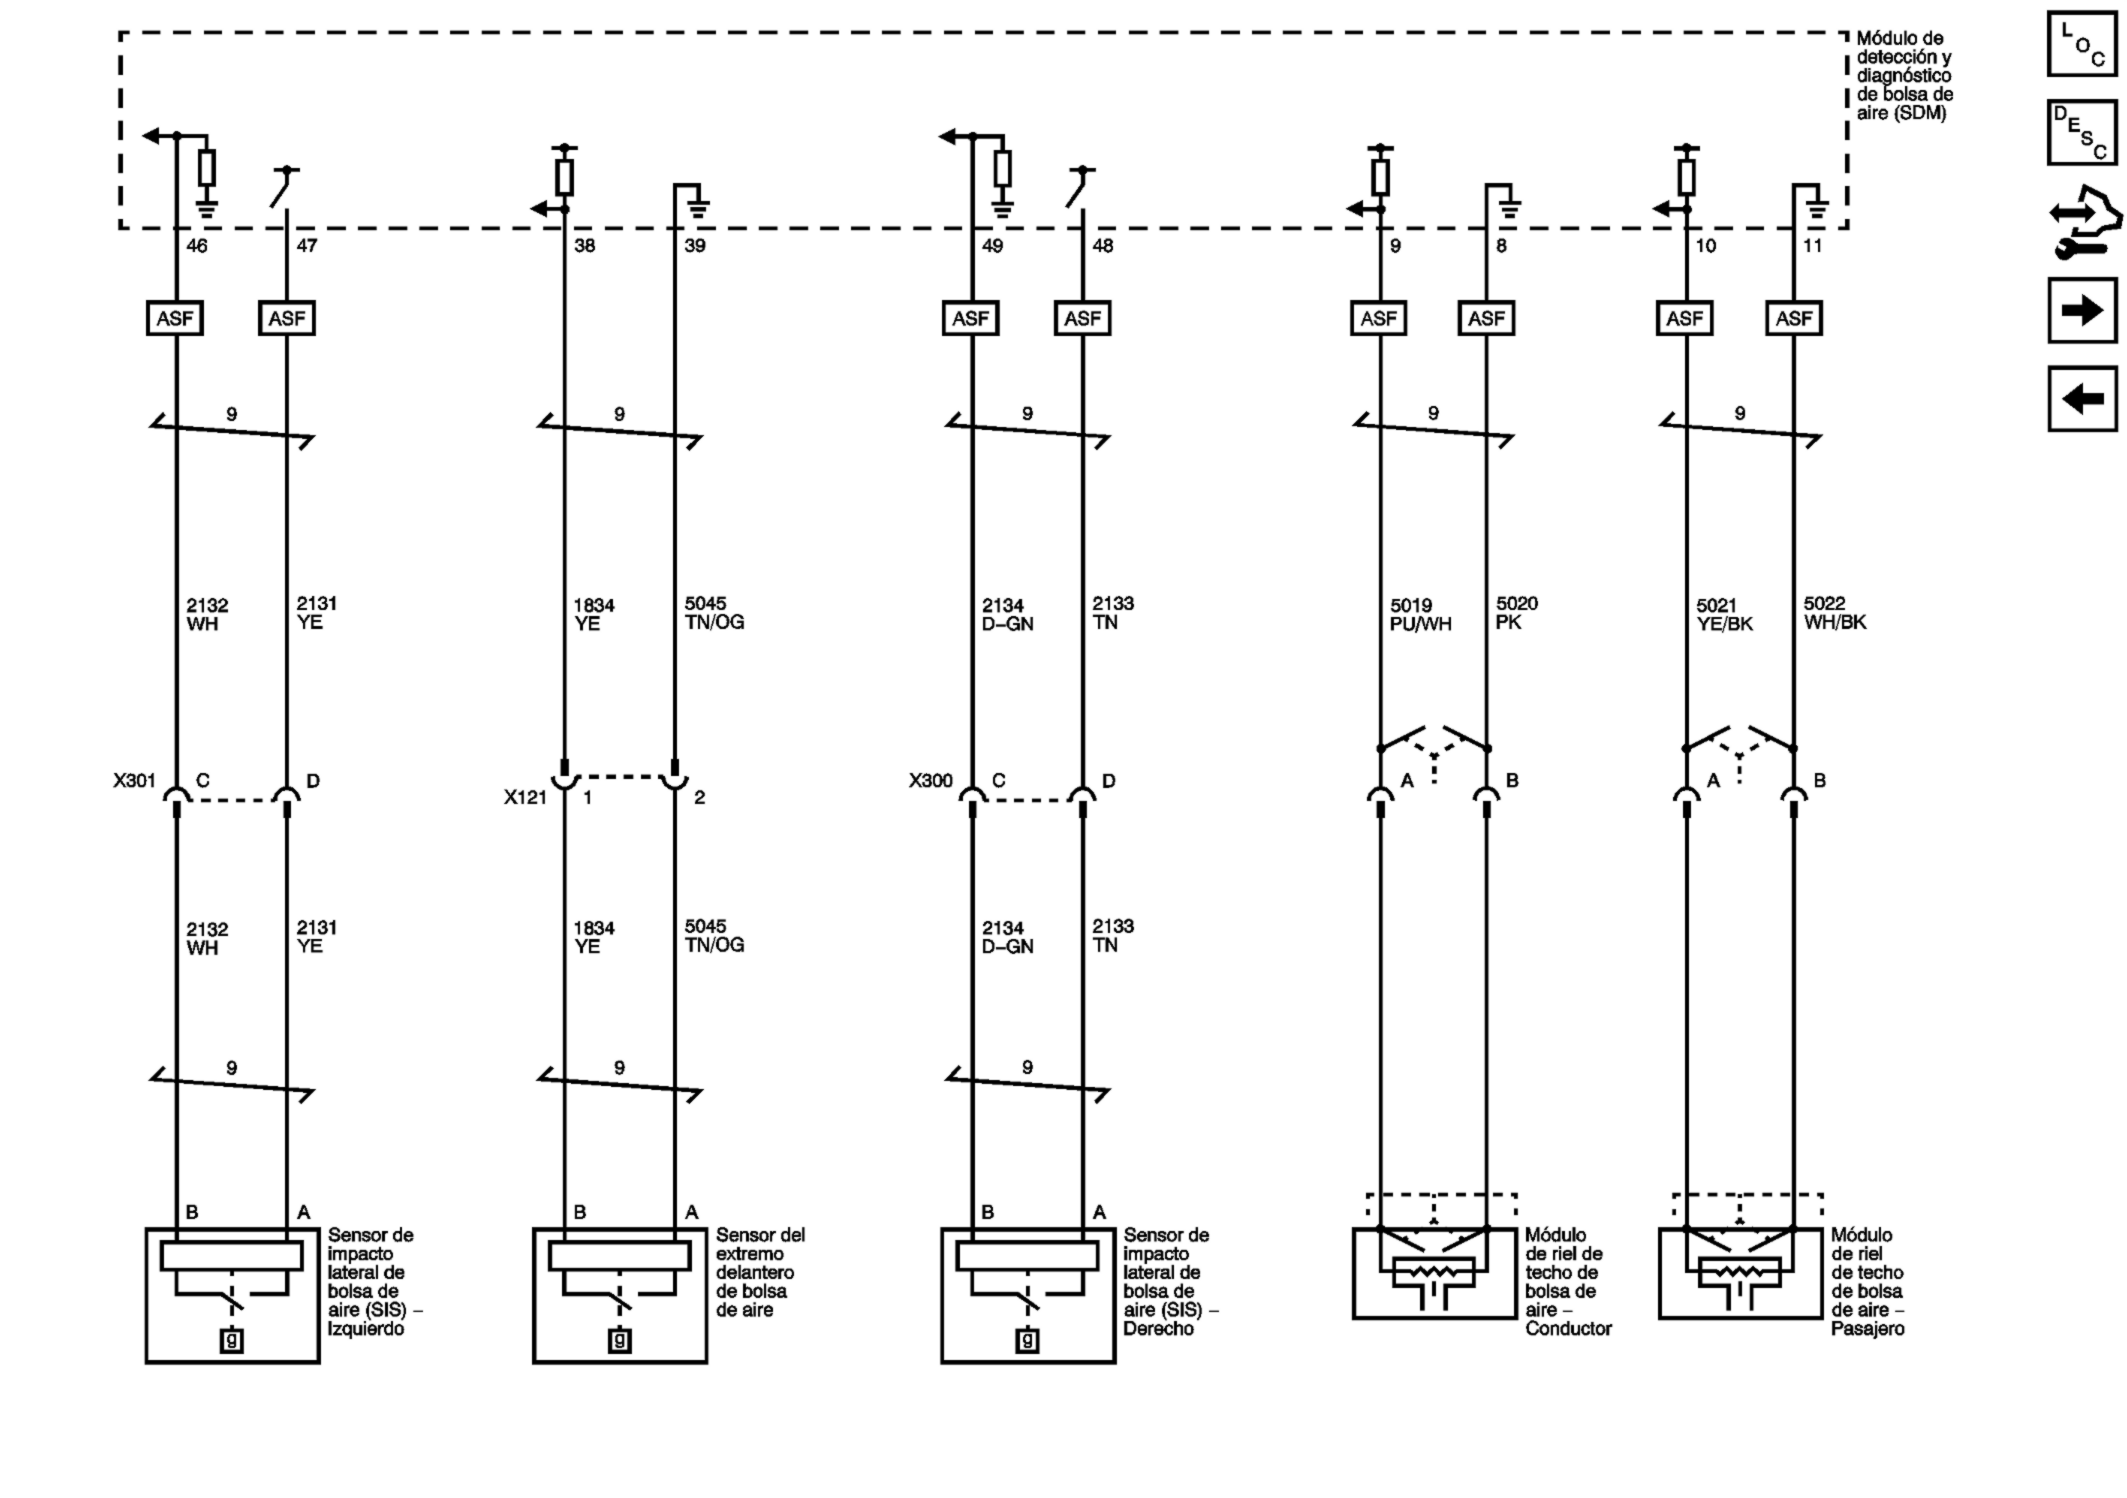 Módulo de
detección y
diagnóstico
de bolsa de
aire (SDM)
L
O
C
D
E
S
C
46
47
38
39
49
48
9
8
10
11
ASF
ASF
ASF
ASF
ASF
ASF
ASF
ASF
9
9
9
9
9
2132
WH
2131
YE
1834
YE
5045
TN/OG
2134
D–GN
2133
TN
5019
PU/WH
5020
PK
5021
YE/BK
5022
WH/BK
X301
C
D
X121
1
2
X300
C
D
A
B
A
B
2132
WH
2131
YE
1834
YE
5045
TN/OG
2134
D–GN
2133
TN
9
9
9
B
A
B
A
B
A
Sensor de
impacto
lateral de
bolsa de
aire (SIS) –
Izquierdo
g
Sensor del
extremo
delantero
de bolsa
de aire
g
Sensor de
impacto
lateral de
bolsa de
aire (SIS) –
Derecho
g
Módulo
de riel de
techo de
bolsa de
aire –
Conductor
Módulo
de riel
de techo
de bolsa
de aire –
Pasajero